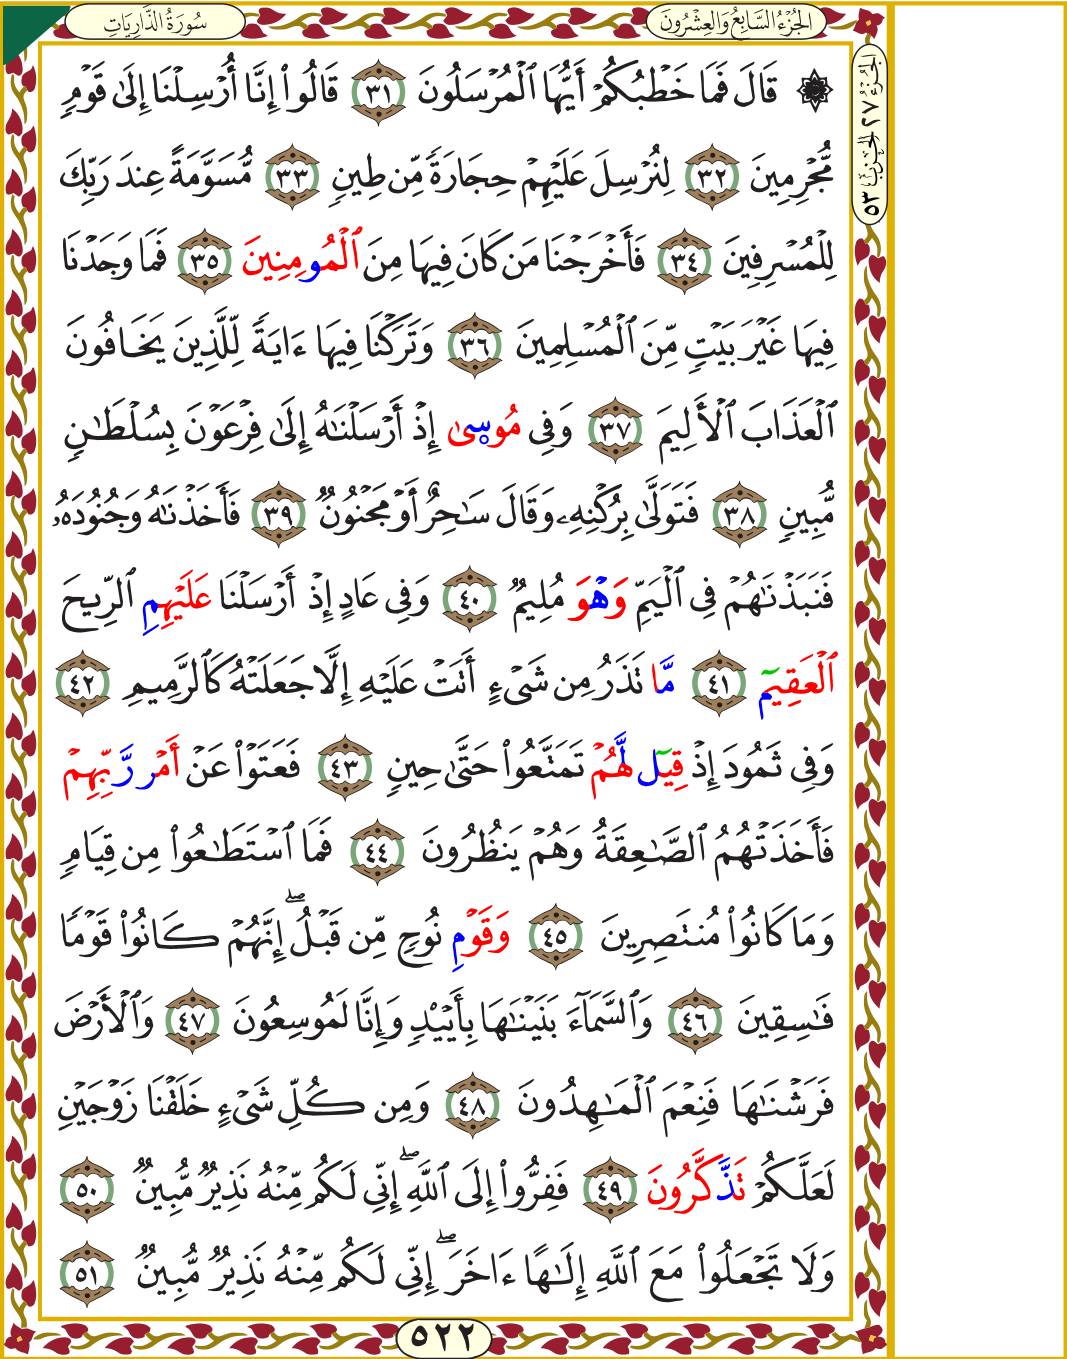 سُورَةُ الذَّارِيَاتِ
الجُزْءُ السَّابِعُ وَالعِشْرُونَ
الجُزْءُ ٢٧ الحِزْبُ ٥٣
۞ قَالَ فَمَا خَطْبُكُمْ أَيُّهَا ٱلْمُرْسَلُونَ ٣١ قَالُوٓا۟ إِنَّا أُرْسِلْنَا إِلَىٰ قَوْمٍ
مُّجْرِمِينَ ٣٢ لِنُرْسِلَ عَلَيْهِمْ حِجَارَةً مِّن طِينٍ ٣٣ مُّسَوَّمَةً عِندَ رَبِّكَ
لِلْمُسْرِفِينَ ٣٤ فَأَخْرَجْنَا مَن كَانَ فِيهَا مِنَ ٱلْمُومِنِينَ ٣٥ فَمَا وَجَدْنَا
فِيهَا غَيْرَ بَيْتٍ مِّنَ ٱلْمُسْلِمِينَ ٣٦ وَتَرَكْنَا فِيهَا ءَايَةً لِّلَّذِينَ يَخَافُونَ
ٱلْعَذَابَ ٱلْأَلِيمَ ٣٧ وَفِى مُوسىٰ إِذْ أَرْسَلْنَٰهُ إِلَىٰ فِرْعَوْنَ بِسُلْطَٰنٍ
مُّبِينٍ ٣٨ فَتَوَلَّىٰ بِرُكْنِهِۦ وَقَالَ سَٰحِرٌ أَوْ مَجْنُونٌ ٣٩ فَأَخَذْنَٰهُ وَجُنُودَهُۥ
فَنَبَذْنَٰهُمْ فِى ٱلْيَمِّ وَهْوَ مُلِيمٌ ٤٠ وَفِى عَادٍ إِذْ أَرْسَلْنَا عَلَيْهِمِ ٱلرِّيحَ
ٱلْعَقِيمٓ ٤١ مَّا تَذَرُ مِن شَىْءٍ أَتَتْ عَلَيْهِ إِلَّا جَعَلَتْهُ كَٱلرَّمِيمِ ٤٢
وَفِى ثَمُودَ إِذْ قِيٓل لَّهُمْ تَمَتَّعُوا۟ حَتَّىٰ حِينٍ ٤٣ فَعَتَوْا۟ عَنْ أَمْر رَّبِّهِمْ
فَأَخَذَتْهُمُ ٱلصَّٰعِقَةُ وَهُمْ يَنظُرُونَ ٤٤ فَمَا ٱسْتَطَٰعُوا۟ مِن قِيَامٍ
وَمَا كَانُوا۟ مُنتَصِرِينَ ٤٥ وَقَوْمِ نُوحٍ مِّن قَبْلُ ۖ إِنَّهُمْ كَانُوا۟ قَوْمًا
فَٰسِقِينَ ٤٦ وَٱلسَّمَآءَ بَنَيْنَٰهَا بِأَيْي۟دٍ وَإِنَّا لَمُوسِعُونَ ٤٧ وَٱلْأَرْضَ
فَرَشْنَٰهَا فَنِعْمَ ٱلْمَٰهِدُونَ ٤٨ وَمِن كُلِّ شَىْءٍ خَلَقْنَا زَوْجَيْنِ
لَعَلَّكُمْ تَذَّكَّرُونَ ٤٩ فَفِرُّوٓا۟ إِلَى ٱللَّهِ ۖ إِنِّى لَكُم مِّنْهُ نَذِيرٌ مُّبِينٌ ٥٠
وَلَا تَجْعَلُوا۟ مَعَ ٱللَّهِ إِلَٰهًا ءَاخَرَ ۖ إِنِّى لَكُم مِّنْهُ نَذِيرٌ مُّبِينٌ ٥١
٥٢٢